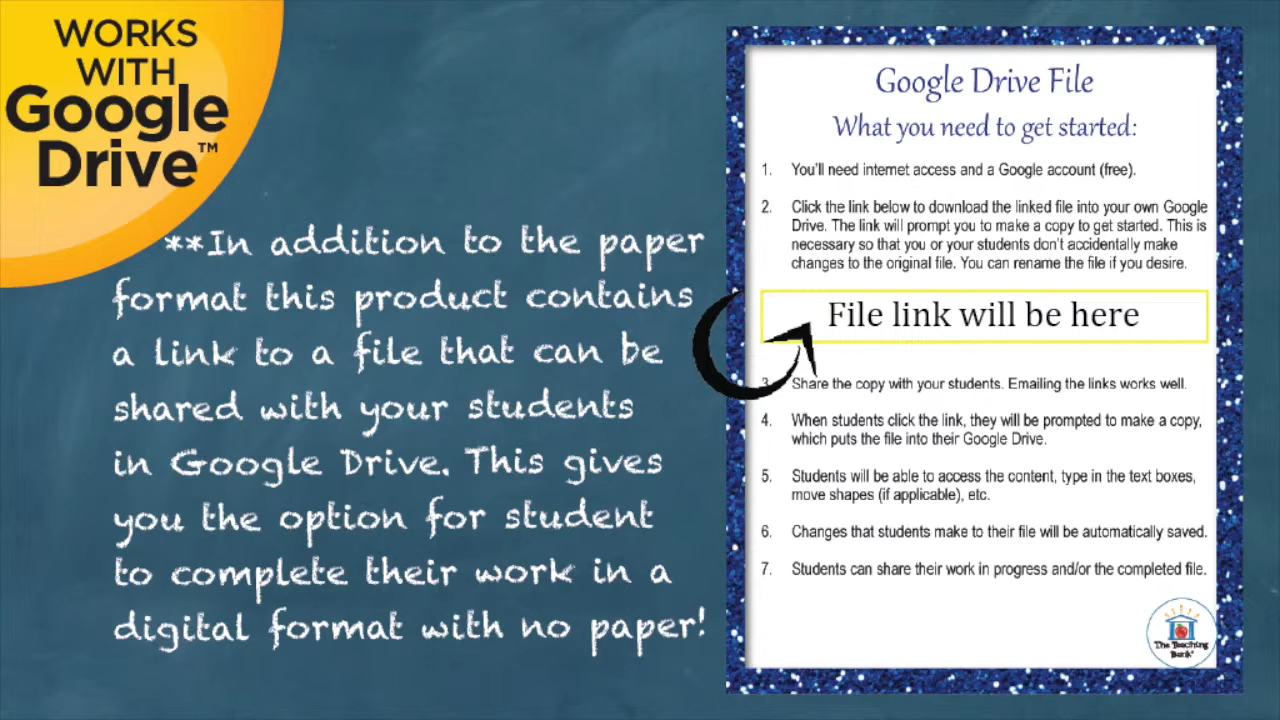 WORKS
WITH
Google
Drive™
**In addition to the paper
format this product contains
a link to a file that can be
shared with your students
in Google Drive. This gives
you the option for student
to complete their work in a
digital format with no paper!
Google Drive File
What you need to get started:
1. You'll need internet access and a Google account (free).
2. Click the link below to download the linked file into your own Google
Drive. The link will prompt you to make a copy to get started. This is
necessary so that you or your students don't accidentally make
changes to the original file. You can rename the file if you desire.
File link will be here
3. Share the copy with your students. Emailing the links works well.
4. When students click the link, they will be prompted to make a copy,
which puts the file into their Google Drive.
5. Students will be able to access the content, type in the text boxes,
move shapes (if applicable), etc.
6. Changes that students make to their file will be automatically saved.
7. Students can share their work in progress and/or the completed file.
The Teaching
Bank